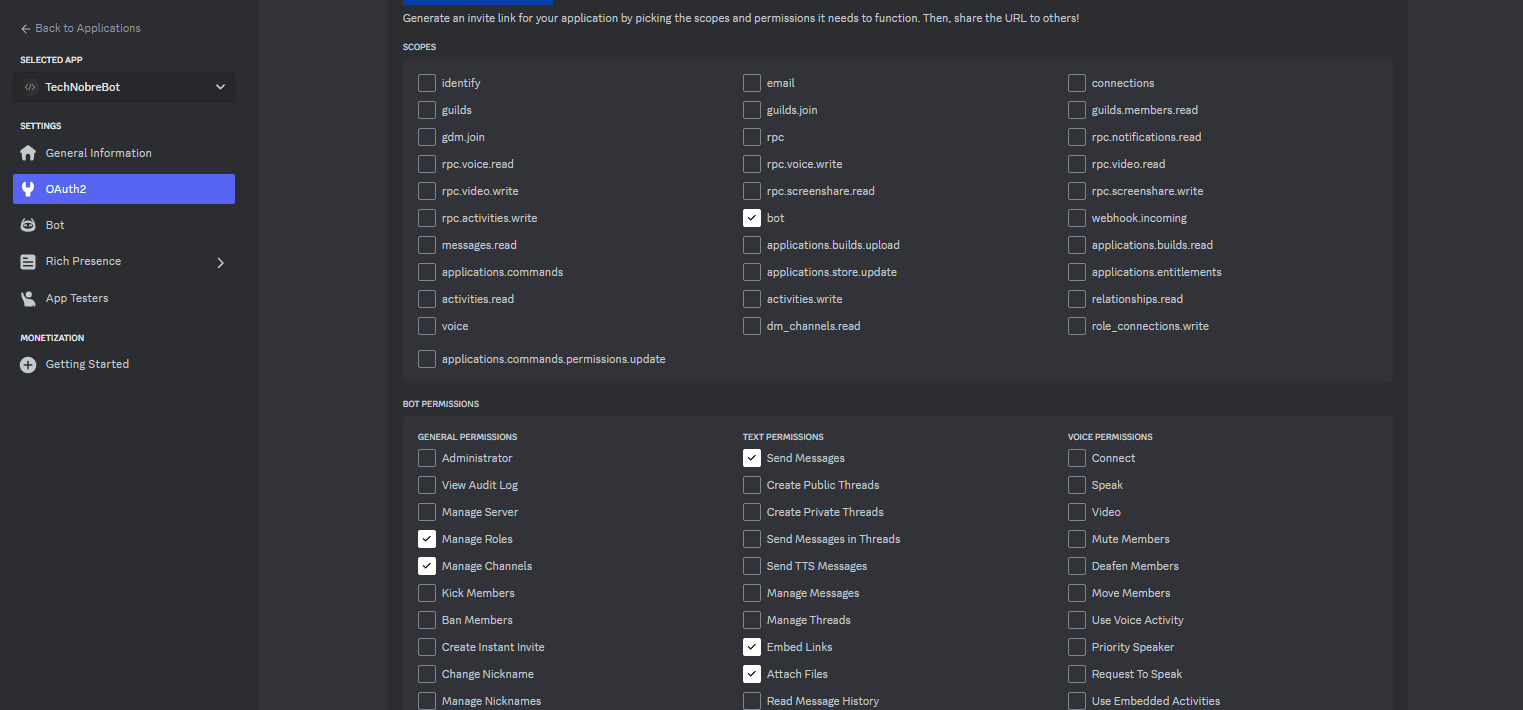 Back to Applications
SELECTED APP
TechNobreBot
SETTINGS
General Information
OAuth2
Bot
Rich Presence
App Testers
MONETIZATION
Getting Started
Generate an invite link for your application by picking the scopes and permissions it needs to function. Then, share the URL to others!
SCOPES
identify
email
connections
guilds
guilds.join
guilds.members.read
gdm.join
rpc
rpc.notifications.read
rpc.voice.read
rpc.voice.write
rpc.video.read
rpc.video.write
rpc.screenshare.read
rpc.screenshare.write
rpc.activities.write
bot
webhook.incoming
messages.read
applications.builds.upload
applications.builds.read
applications.commands
applications.store.update
applications.entitlements
activities.read
activities.write
relationships.read
voice
dm_channels.read
role_connections.write
applications.commands.permissions.update
BOT PERMISSIONS
GENERAL PERMISSIONS
Administrator
View Audit Log
Manage Server
Manage Roles
Manage Channels
Kick Members
Ban Members
Create Instant Invite
Change Nickname
Manage Nicknames
TEXT PERMISSIONS
Send Messages
Create Public Threads
Create Private Threads
Send Messages in Threads
Send TTS Messages
Manage Messages
Manage Threads
Embed Links
Attach Files
Read Message History
VOICE PERMISSIONS
Connect
Speak
Video
Mute Members
Deafen Members
Move Members
Use Voice Activity
Priority Speaker
Request To Speak
Use Embedded Activities